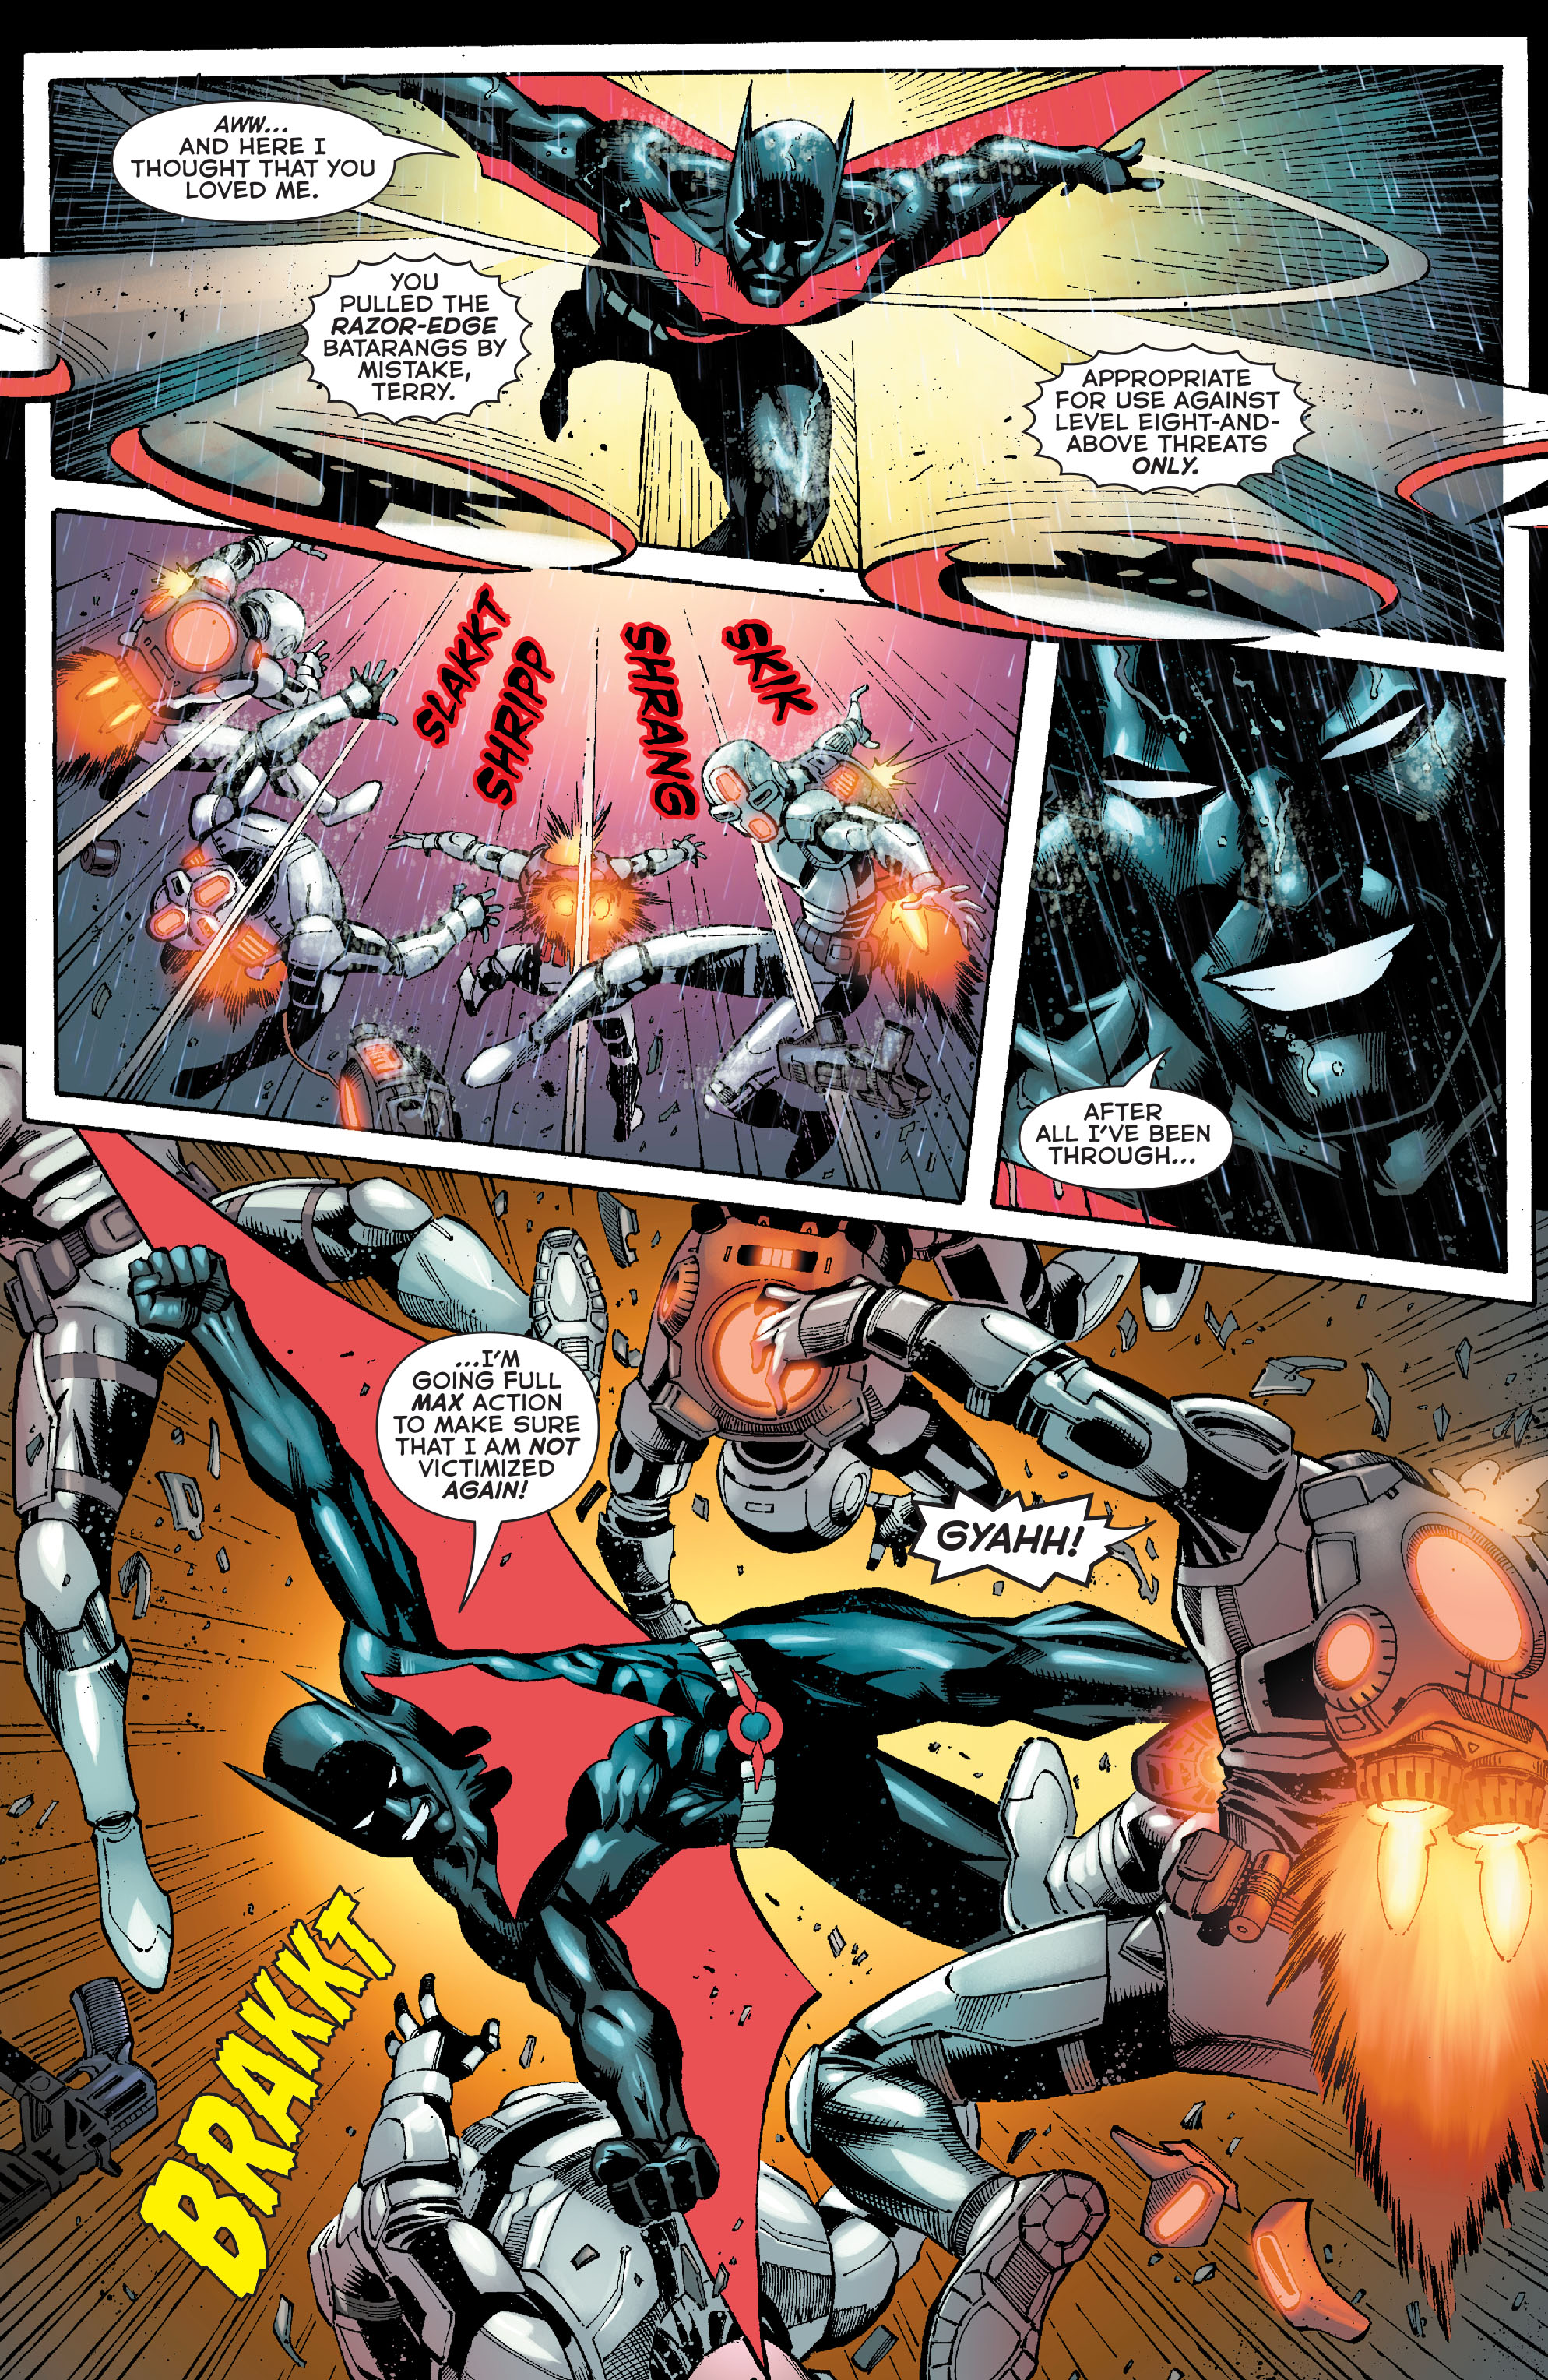 AWW...
AND HERE I
THOUGHT THAT YOU
LOVED ME.
YOU
PULLED THE
RAZOR-EDGE
BATARANGS BY
MISTAKE,
TERRY.
APPROPRIATE
FOR USE AGAINST
LEVEL EIGHT-AND-
ABOVE THREATS
ONLY.
SLAKKT
SHRIPP
SHRANG
SKIK
AFTER
ALL I'VE BEEN
THROUGH...
...I'M
GOING FULL
MAX ACTION
TO MAKE SURE
THAT I AM NOT
VICTIMIZED
AGAIN!
GYAHH!
BRAKKT